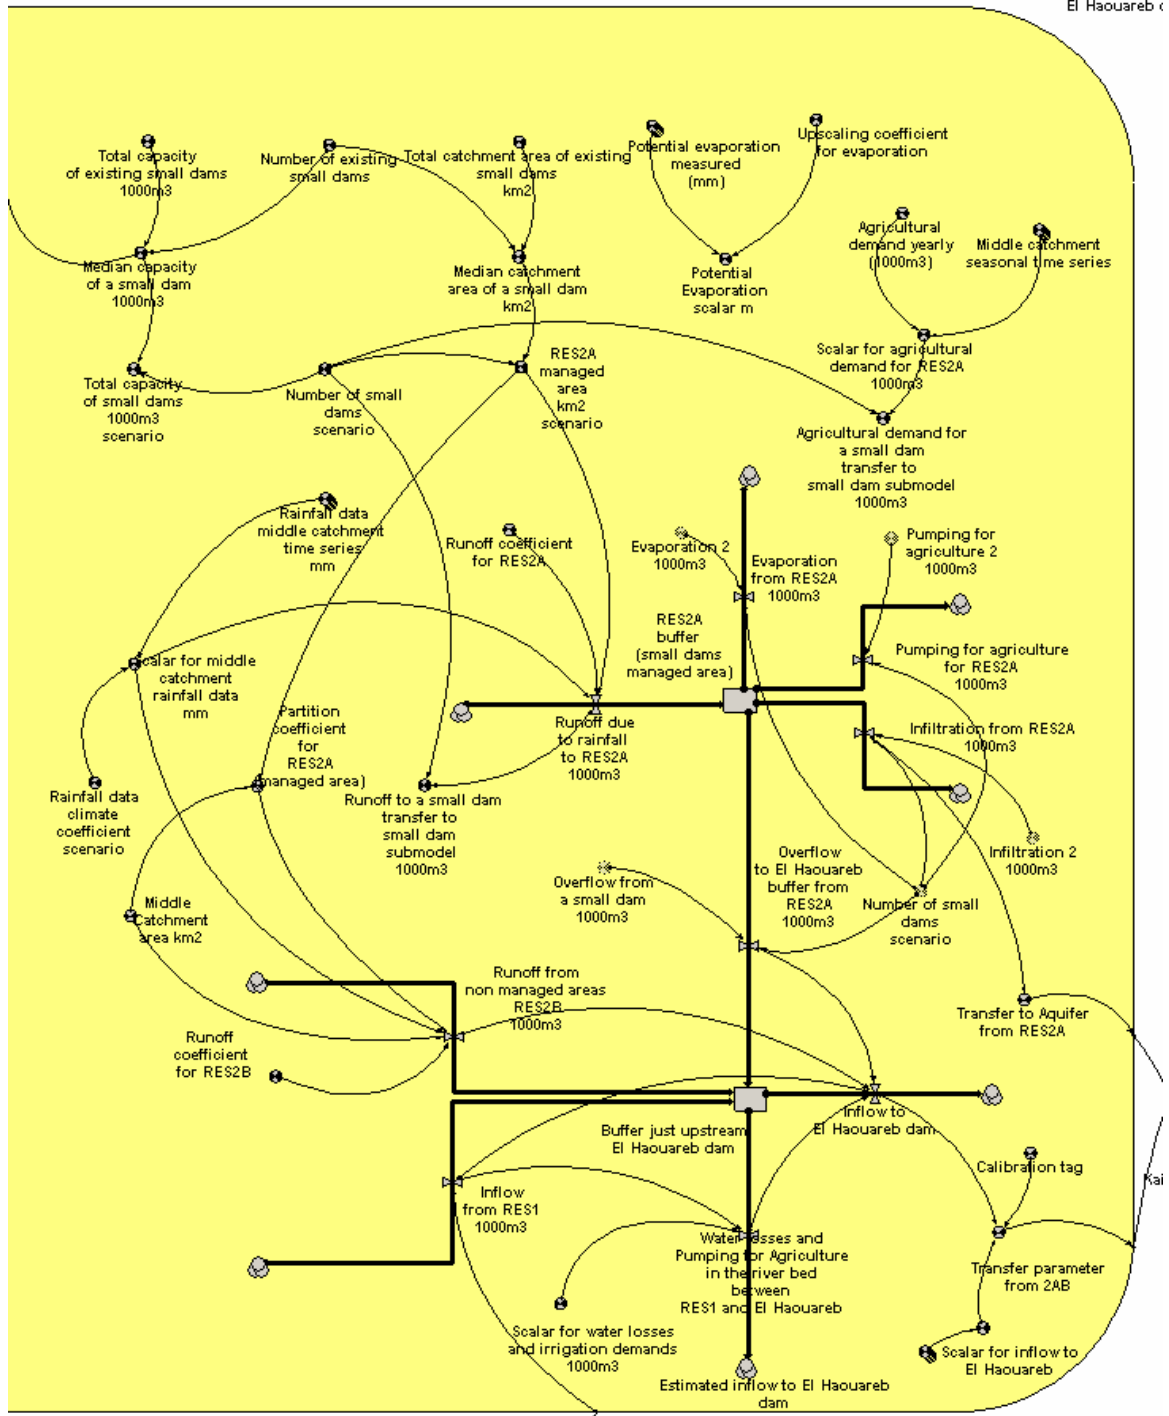 El Haouareb
Total capacity
of existing small dams
1000m3
Number of existing
small dams
Total catchment area of existing
small dams
km2
Potential evaporation
measured
(mm)
Upscaling coefficient
for evaporation
Agricultural
demand yearly
(1000m3)
Middle catchment
seasonal time series
Median capacity
of a small dam
1000m3
Median catchment
area of a small dam
km2
Potential
Evaporation
scalar m
Total capacity
of small dams
1000m3
scenario
Number of small
dams
scenario
RES2A
managed
area
km2
scenario
Scalar for agricultural
demand for RES2A
1000m3
Agricultural demand for
a small dam
transfer to
small dam submodel
1000m3
Rainfall data
middle catchment
time series
mm
Runoff coefficient
for RES2A
Evaporation 2
1000m3
Evaporation
from RES2A
1000m3
Pumping for
agriculture 2
1000m3
RES2A
buffer
(small dams
managed area)
Pumping for agriculture
for RES2A
1000m3
calar for middle
catchment
rainfall data
mm
Partition
coefficient
for
RES2A
managed area)
Runoff due
to rainfall
to RES2A
1000m3
Infiltration from RES2A
1000m3
Rainfall data
climate
coefficient
scenario
Runoff to a small dam
transfer to
small dam
submodel
1000m3
Infiltration 2
1000m3
Overflow
to El Haouareb
buffer from
RES2A
1000m3
Overflow from
a small dam
1000m3
Number of small
dams
scenario
Middle
Catchment
area km2
Runoff from
non managed areas
RES2B
1000m3
Transfer to Aquifer
from RES2A
Runoff
coefficient
for RES2B
Buffer just upstream
El Haouareb dam
Inflow to
El Haouareb dam
Calibration tag
Kai
Inflow
from RES1
1000m3
Water losses and
Pumping for Agriculture
in the river bed
between
RES1 and El Haouareb
Transfer parameter
from 2AB
Scalar for water losses
and irrigation demands
1000m3
Scalar for inflow to
El Haouareb
Estimated inflow to El Haouareb
dam